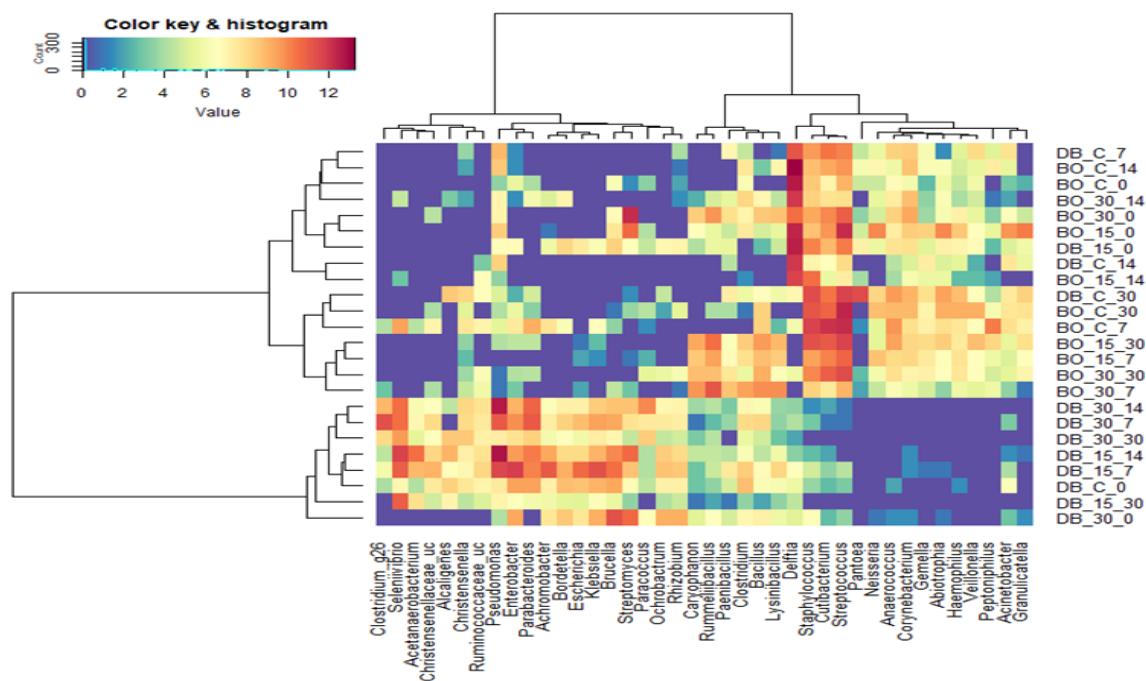 Color key & histogram
Count
0 300
0 2 4 6 8 10 12
Value
DB_C_7
BO_C_14
BO_C_0
BO_30_14
BO_30_0
BO_15_0
DB_15_0
DB_C_14
BO_15_14
DB_C_30
BO_C_30
BO_C_7
BO_15_30
BO_15_7
BO_30_30
BO_30_7
DB_30_14
DB_30_7
DB_30_30
DB_15_14
DB_15_7
DB_C_0
DB_15_30
DB_30_0
Clostridium_g26
Seleniivibrio
Acetanaerobacterium
Christensenellaceae_uc
Alcaligenes
Christensenella
Ruminococcaceae_uc
Pseudomonas
Enterobacter
Parabacteroides
Achromobacter
Bordetella
Escherichia
Klebsiella
Brucella
Streptomyces
Paracoccus
Ochrobactrum
Rhizobium
Caryophanon
Rummeliibacillus
Paenibacillus
Clostridium
Bacillus
Lysinibacillus
Delftia
Staphylococcus
Cutibacterium
Streptococcus
Pantoea
Neisseria
Anaerococcus
Corynebacterium
Gemella
Abiotrophia
Haemophilus
Veillonella
Peptoniphilus
Acinetobacter
Granulicatella